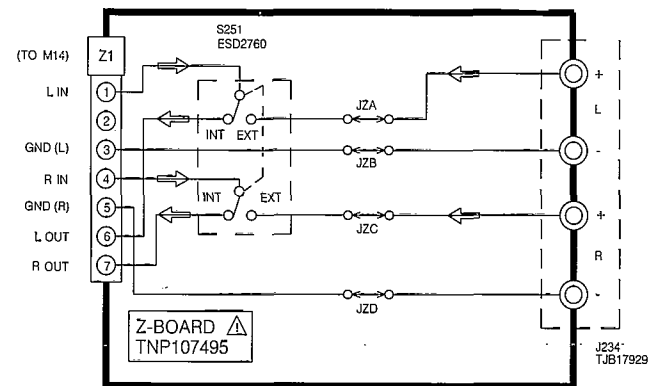 S251
ESD2760
(TO M14) Z1
L IN 1
2
GND (L) 3
R IN 4
GND (R) 5
L OUT 6
R OUT 7
INT EXT
INT EXT
JZA
JZB
JZC
JZD
+
L
-
+
R
-
Z-BOARD ⚠
TNP107495
J234
TJB17929